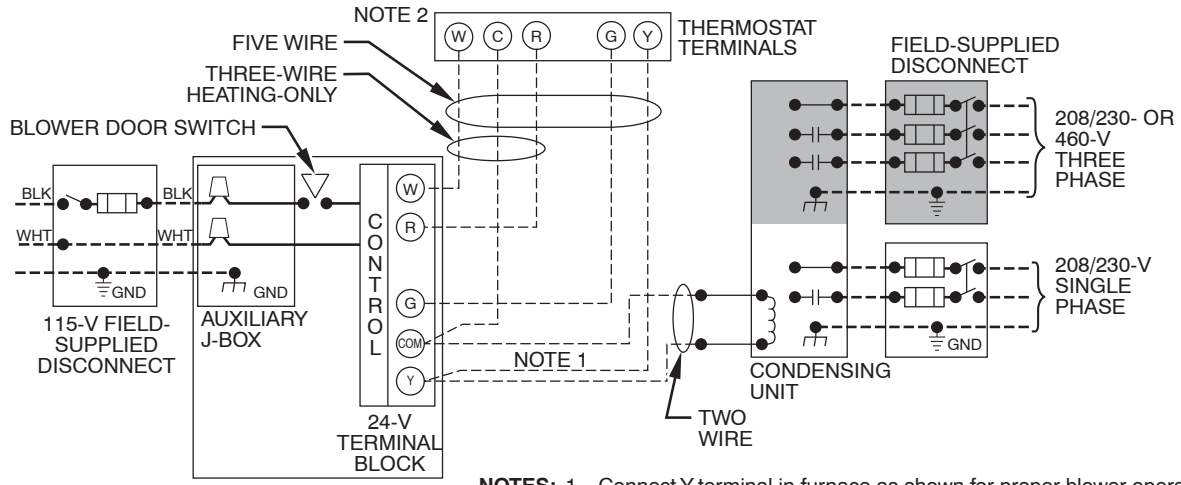 NOTE 2
W C R G Y
THERMOSTAT
TERMINALS
FIVE WIRE
THREE-WIRE
HEATING-ONLY
BLOWER DOOR SWITCH
FIELD-SUPPLIED
DISCONNECT
208/230- OR
460-V
THREE
PHASE
BLK
BLK
WHT
WHT
GND
GND
115-V FIELD-
SUPPLIED
DISCONNECT
AUXILIARY
J-BOX
CONTROL
W
R
G
COM
Y
24-V
TERMINAL
BLOCK
NOTE 1
TWO
WIRE
CONDENSING
UNIT
208/230-V
SINGLE
PHASE
GND
NOTES: 1. Connect Y terminal in furnace as shown for proper blower